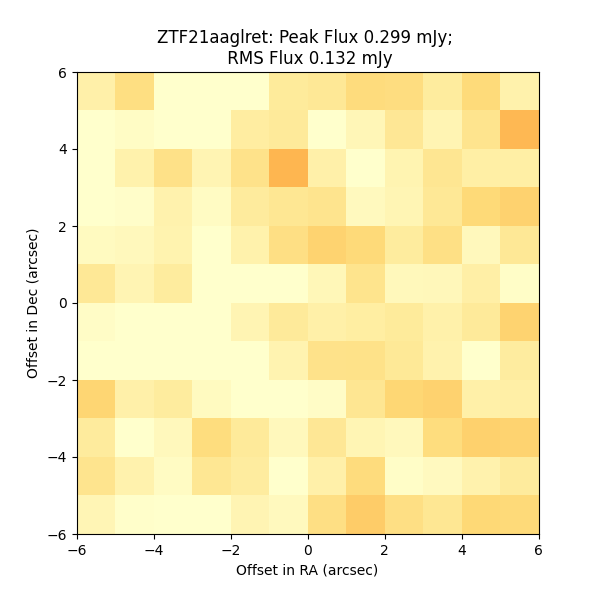 ZTF21aaglret: Peak Flux 0.299 mJy;
RMS Flux 0.132 mJy
6
4
2
0
−2
−4
−6
Offset in Dec (arcsec)
−6 −4 −2 0 2 4 6
Offset in RA (arcsec)